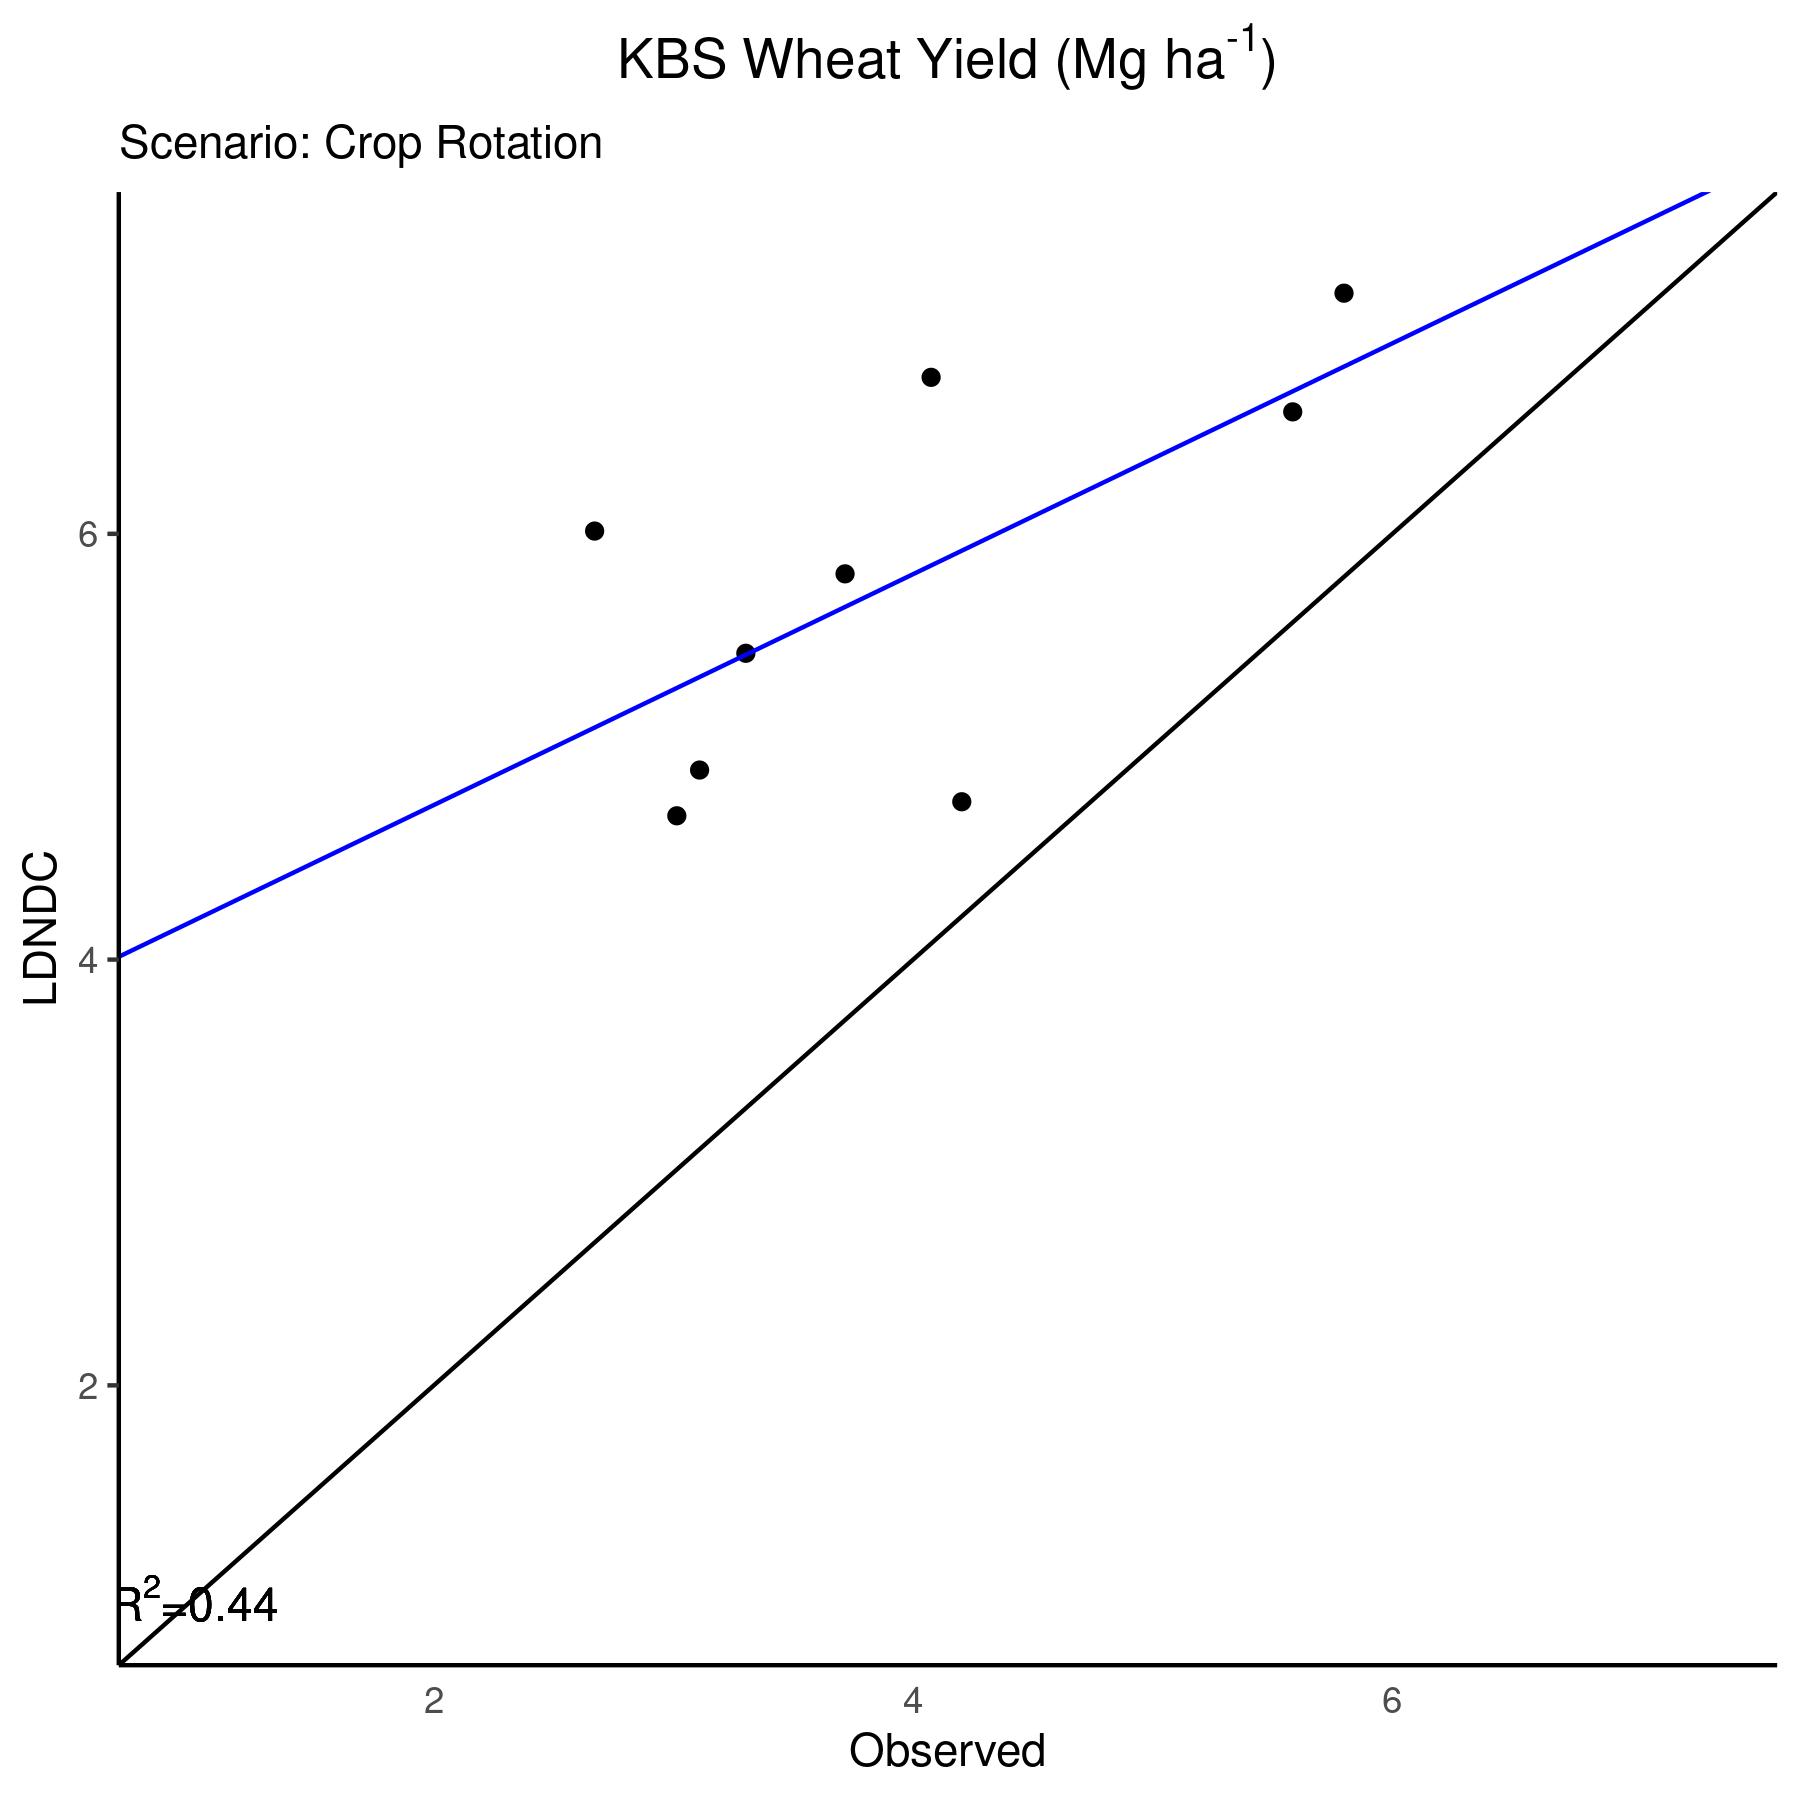 KBS Wheat Yield (Mg ha⁻¹)
Scenario: Crop Rotation
6
4
2
LDNDC
R²=0.44
2 4 6
Observed